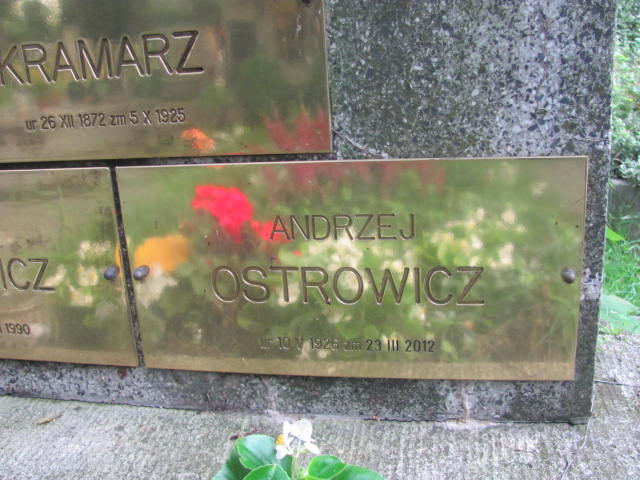 KRAMARZ
ur 26 XII 1872 zm 5 X 1925
ICZ
1990
ANDRZEJ
OSTROWICZ
ur 10 V 1926 zm 23 III 2012